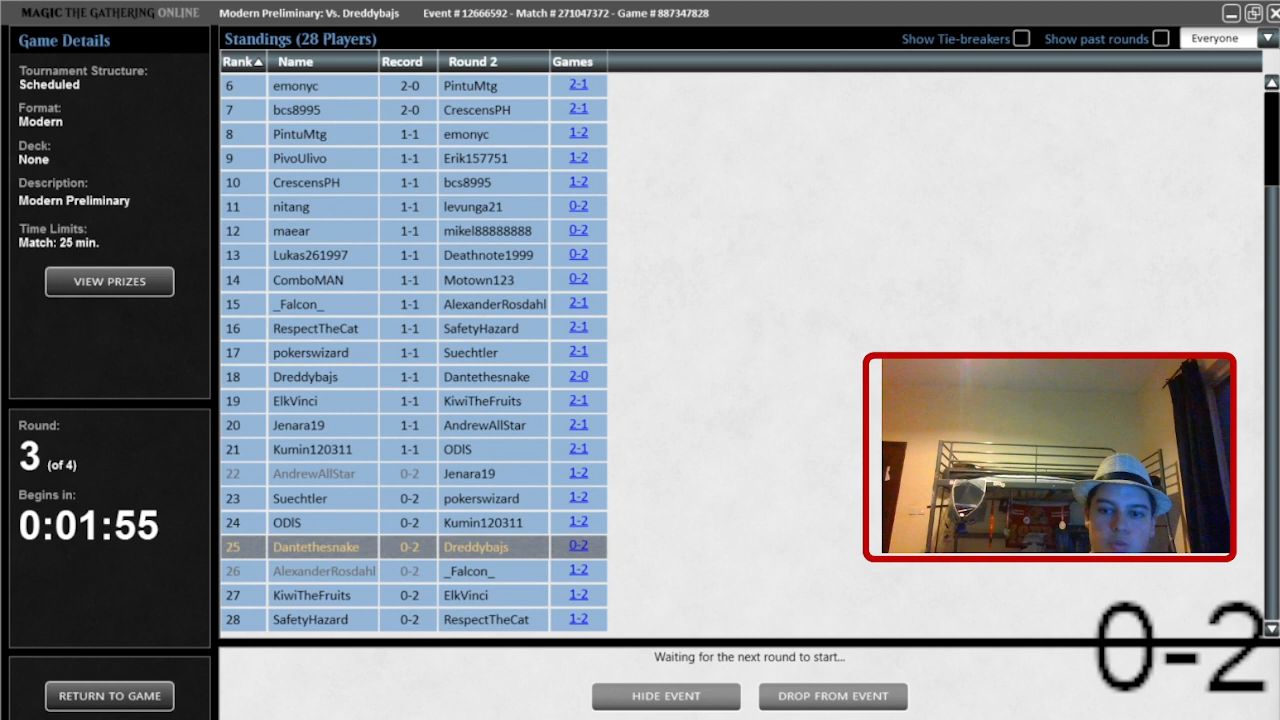 MAGIC THE GATHERING ONLINE
Modern Preliminary: Vs. Dreddybajs Event # 12666592 - Match # 271047372 - Game # 887347828
Game Details
Tournament Structure:
Scheduled
Format:
Modern
Deck:
None
Description:
Modern Preliminary
Time Limits:
Match: 25 min.
VIEW PRIZES
Round:
3 (of 4)
Begins in:
0:01:55
RETURN TO GAME
Standings (28 Players)
Show Tie-breakers Show past rounds Everyone
Rank Name Record Round 2 Games
6 emonyc 2-0 PintuMtg 2-1
7 bcs8995 2-0 CrescensPH 2-1
8 PintuMtg 1-1 emonyc 1-2
9 PivoUlivo 1-1 Erik157751 1-2
10 CrescensPH 1-1 bcs8995 1-2
11 nitang 1-1 levunga21 0-2
12 maear 1-1 mikel88888888 0-2
13 Lukas261997 1-1 Deathnote1999 0-2
14 ComboMAN 1-1 Motown123 0-2
15 _Falcon_ 1-1 AlexanderRosdahl 2-1
16 RespectTheCat 1-1 SafetyHazard 2-1
17 pokerswizard 1-1 Suechtler 2-1
18 Dreddybajs 1-1 Dantethesnake 2-0
19 ElkVinci 1-1 KiwiTheFruits 2-1
20 Jenara19 1-1 AndrewAllStar 2-1
21 Kumin120311 1-1 ODlS 2-1
22 AndrewAllStar 0-2 Jenara19 1-2
23 Suechtler 0-2 pokerswizard 1-2
24 ODlS 0-2 Kumin120311 1-2
25 Dantethesnake 0-2 Dreddybajs 0-2
26 AlexanderRosdahl 0-2 _Falcon_ 1-2
27 KiwiTheFruits 0-2 ElkVinci 1-2
28 SafetyHazard 0-2 RespectTheCat 1-2
Waiting for the next round to start...
HIDE EVENT DROP FROM EVENT
0-2